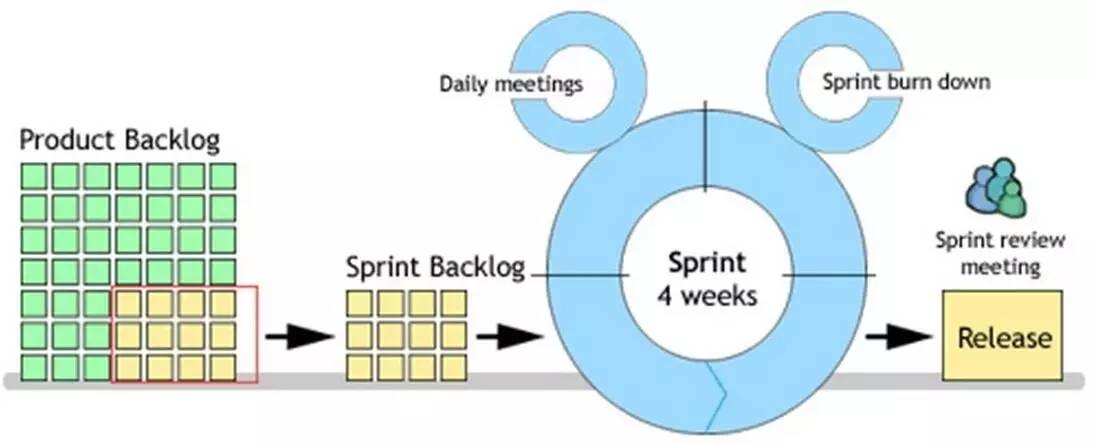 Daily meetings
Sprint burn down
Product Backlog
Sprint Backlog
Sprint
4 weeks
Sprint review
meeting
Release